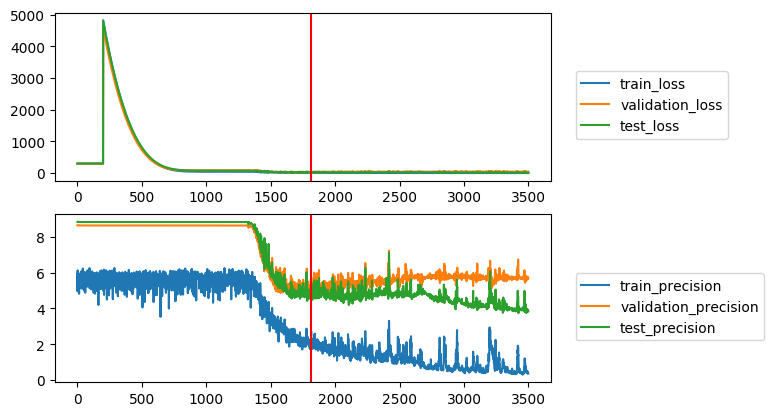 5000
4000
3000
2000
1000
0
0 500 1000 1500 2000 2500 3000 3500
train_loss
validation_loss
test_loss
8
6
4
2
0
0 500 1000 1500 2000 2500 3000 3500
train_precision
validation_precision
test_precision